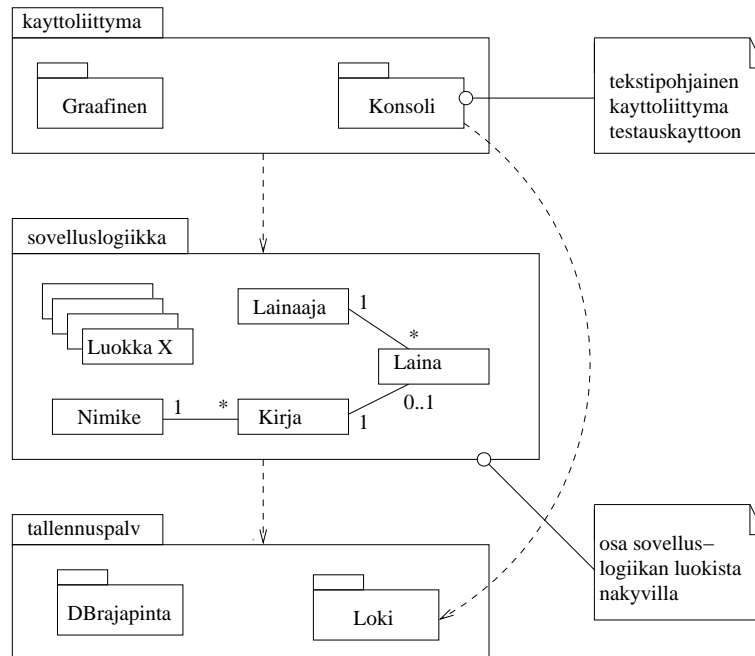 kayttoliittyma
Graafinen
Konsoli
tekstipohjainen
kayttoliittyma
testauskayttoon
sovelluslogiikka
Luokka X
Lainaaja
1
*
Laina
0..1
Nimike
1
*
Kirja
1
tallennuspalv
DBrajapinta
Loki
osa sovellus–
logiikan luokista
nakyvilla